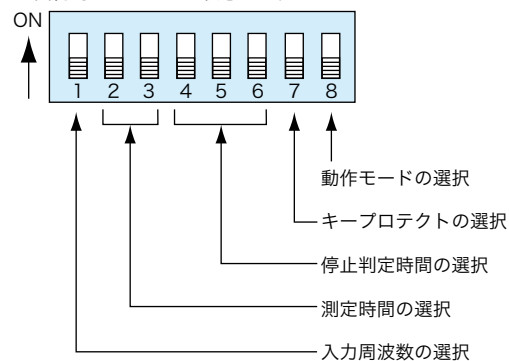 ON
1 2 3 4 5 6 7 8
動作モードの選択
キープロテクトの選択
停止判定時間の選択
測定時間の選択
入力周波数の選択